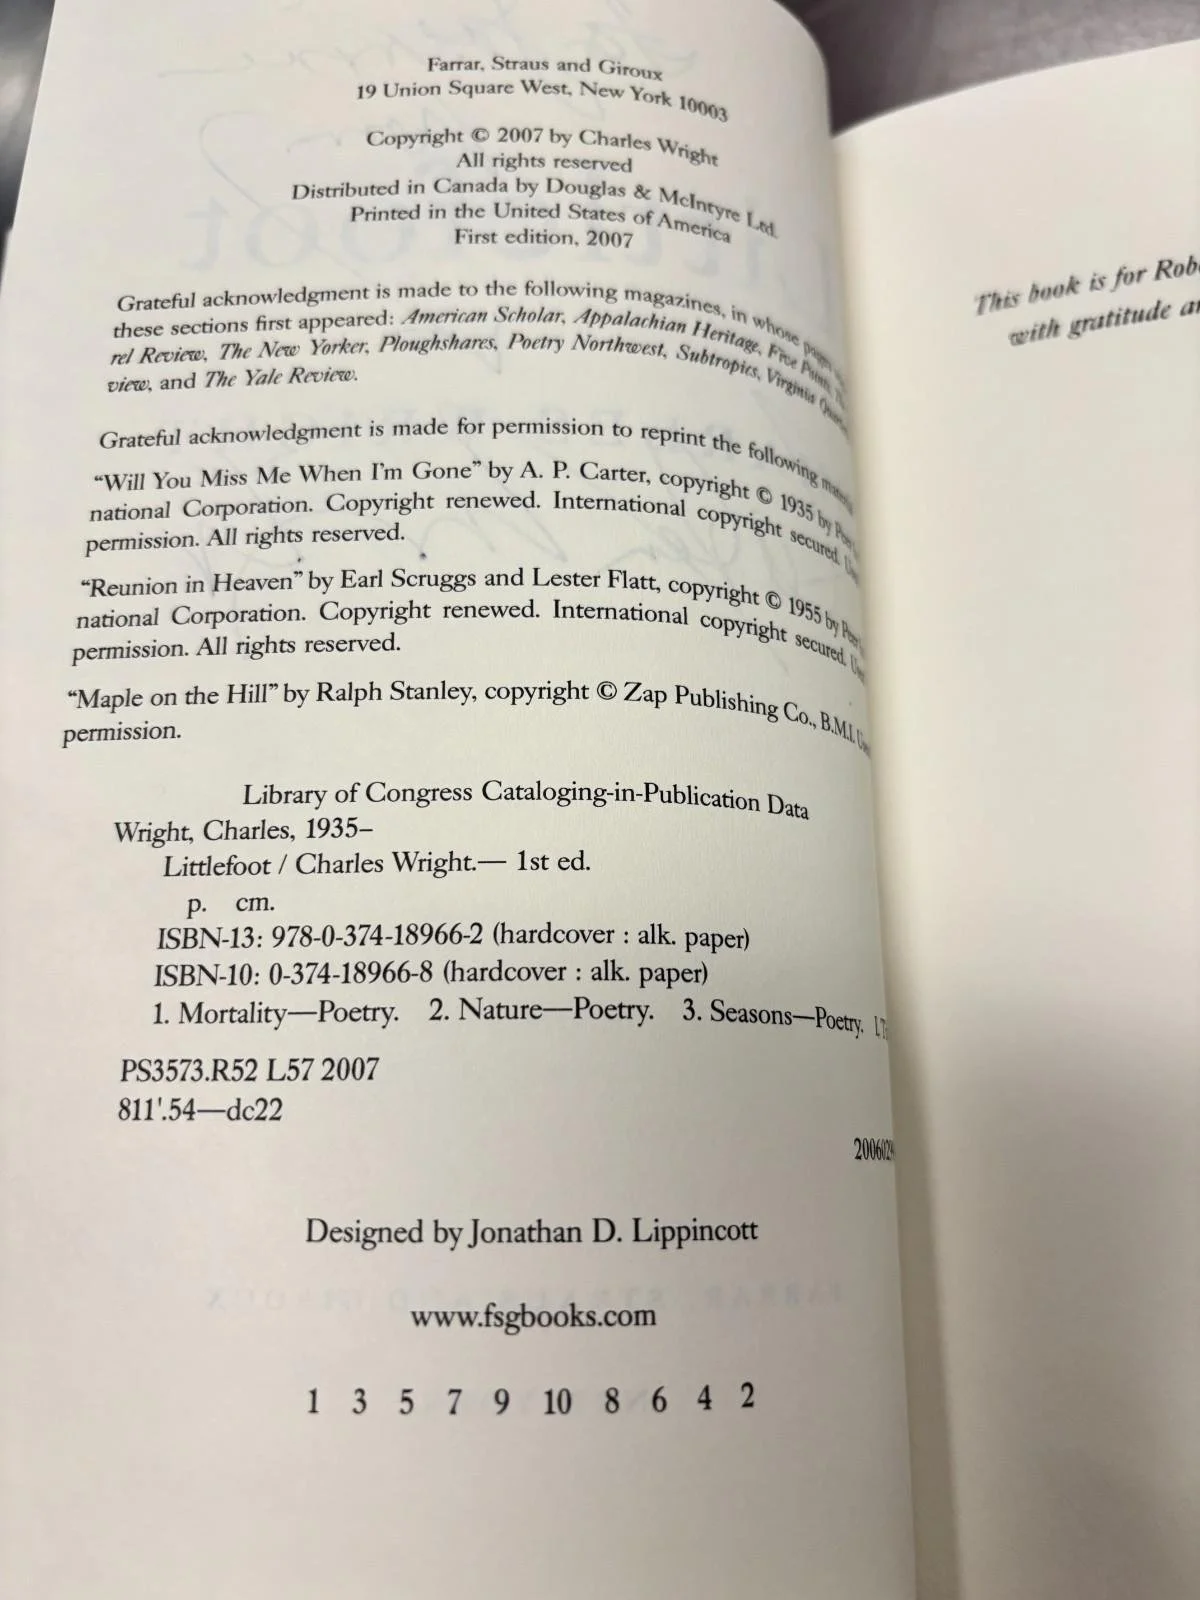 Farrar, Straus and Giroux
19 Union Square West, New York 10003
Copyright © 2007 by Charles Wright
All rights reserved
Distributed in Canada by Douglas & McIntyre Ltd.
Printed in the United States of America
First edition, 2007
Grateful acknowledgment is made to the following magazines, in whose pages
these sections first appeared: American Scholar, Appalachian Heritage, Five Points, The
rel Review, The New Yorker, Ploughshares, Poetry Northwest, Subtropics, Virginia
view, and The Yale Review.
Grateful acknowledgment is made for permission to reprint the following
“Will You Miss Me When I'm Gone” by A. P. Carter, copyright © 1935 by
national Corporation. Copyright renewed. International copyright secured.
permission. All rights reserved.
“Reunion in Heaven” by Earl Scruggs and Lester Flatt, copyright © 1955 by
national Corporation. Copyright renewed. International copyright secured.
permission. All rights reserved.
“Maple on the Hill” by Ralph Stanley, copyright © Zap Publishing Co., B.M.I.
permission.
Library of Congress Cataloging-in-Publication Data
Wright, Charles, 1935–
Littlefoot / Charles Wright.— 1st ed.
p. cm.
ISBN-13: 978-0-374-18966-2 (hardcover : alk. paper)
ISBN-10: 0-374-18966-8 (hardcover : alk. paper)
1. Mortality—Poetry. 2. Nature—Poetry. 3. Seasons—Poetry.
PS3573.R52 L57 2007
811'.54—dc22
Designed by Jonathan D. Lippincott
www.fsgbooks.com
1 3 5 7 9 10 8 6 4 2
This book is for
with gratitude